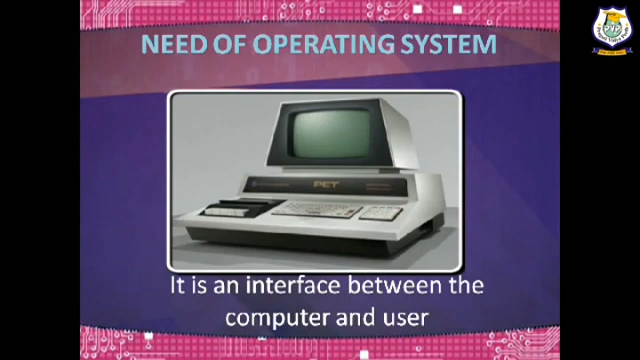 NEED OF OPERATING SYSTEM
PET
It is an interface between the
computer and user